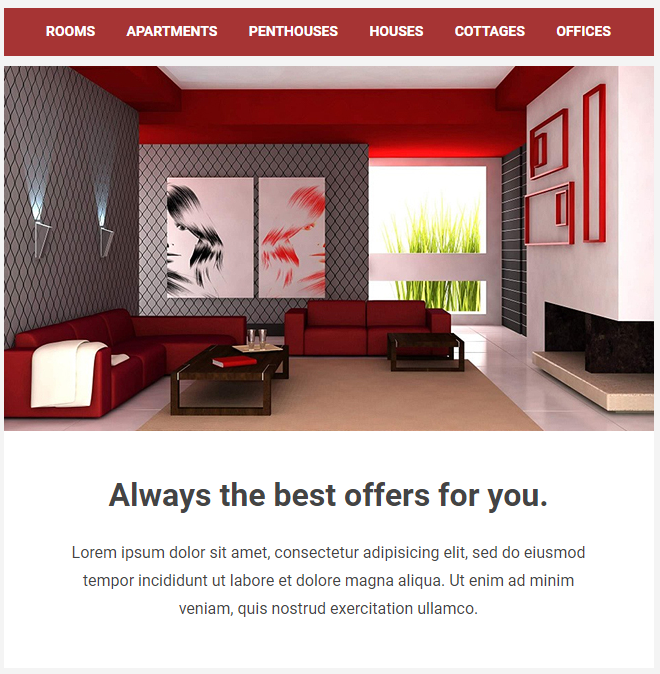 ROOMS APARTMENTS PENTHOUSES HOUSES COTTAGES OFFICES
Always the best offers for you.
Lorem ipsum dolor sit amet, consectetur adipisicing elit, sed do eiusmod
tempor incididunt ut labore et dolore magna aliqua. Ut enim ad minim
veniam, quis nostrud exercitation ullamco.